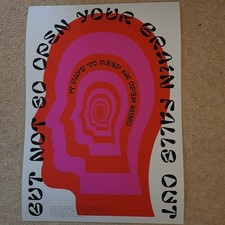 IT PAYS TO KEEP AN OPEN MIND
BUT NOT SO OPEN YOUR BRAIN FALLS OUT